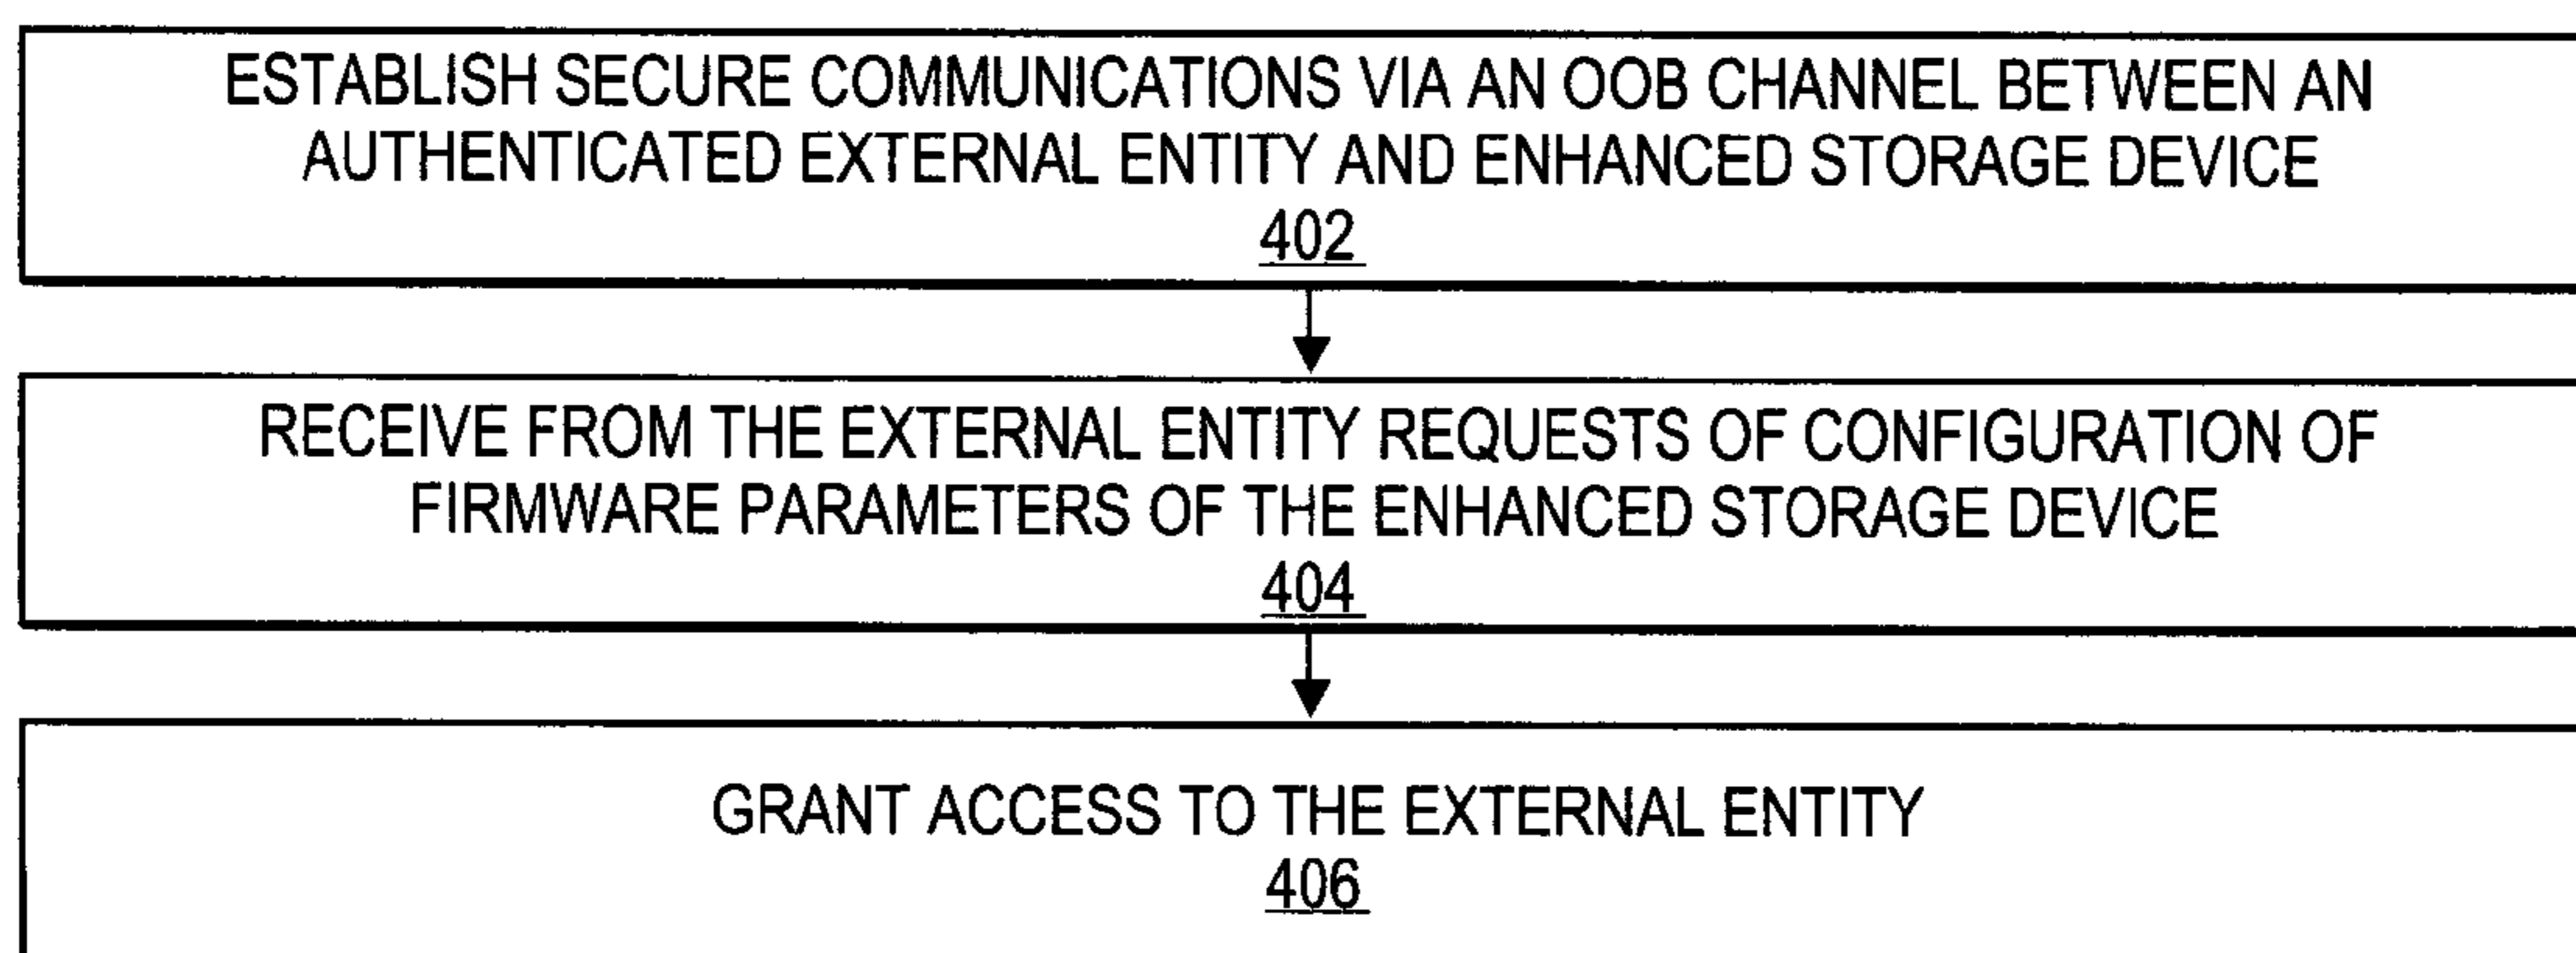 ESTABLISH SECURE COMMUNICATIONS VIA AN OOB CHANNEL BETWEEN AN
AUTHENTICATED EXTERNAL ENTITY AND ENHANCED STORAGE DEVICE
402
RECEIVE FROM THE EXTERNAL ENTITY REQUESTS OF CONFIGURATION OF
FIRMWARE PARAMETERS OF THE ENHANCED STORAGE DEVICE
404
GRANT ACCESS TO THE EXTERNAL ENTITY
406